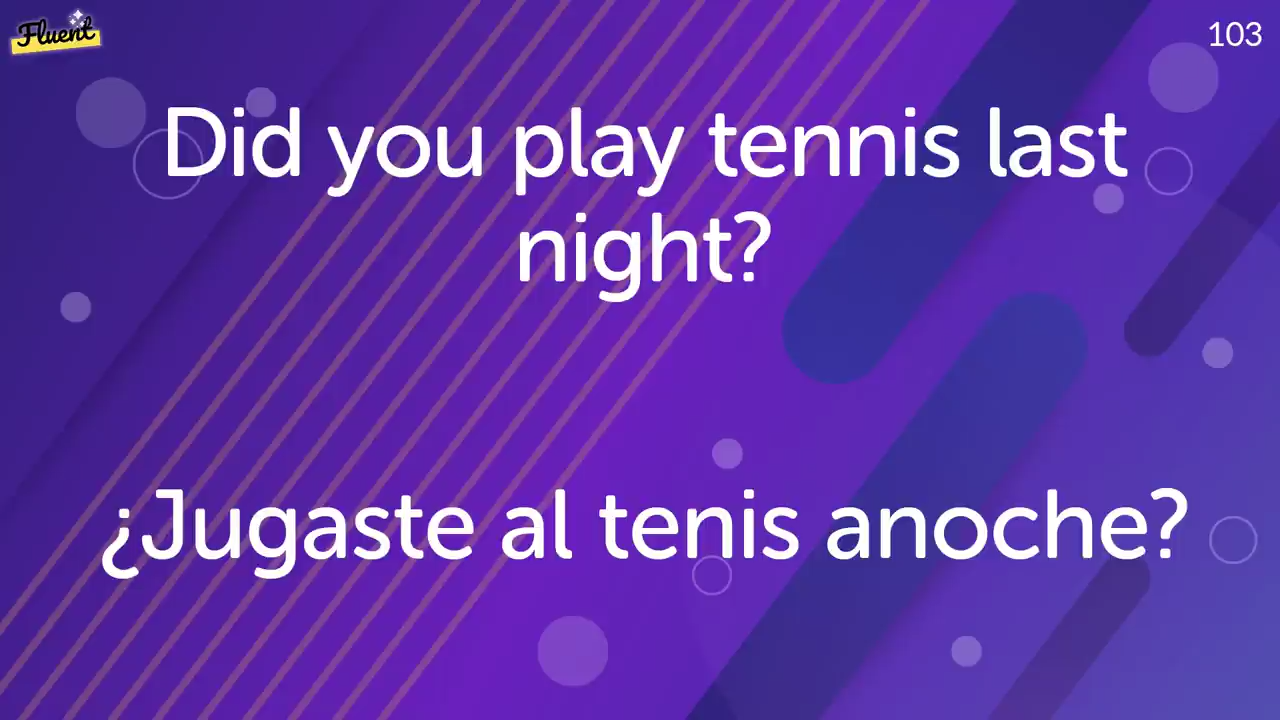 Fluent
103
Did you play tennis last
night?
¿Jugaste al tenis anoche?